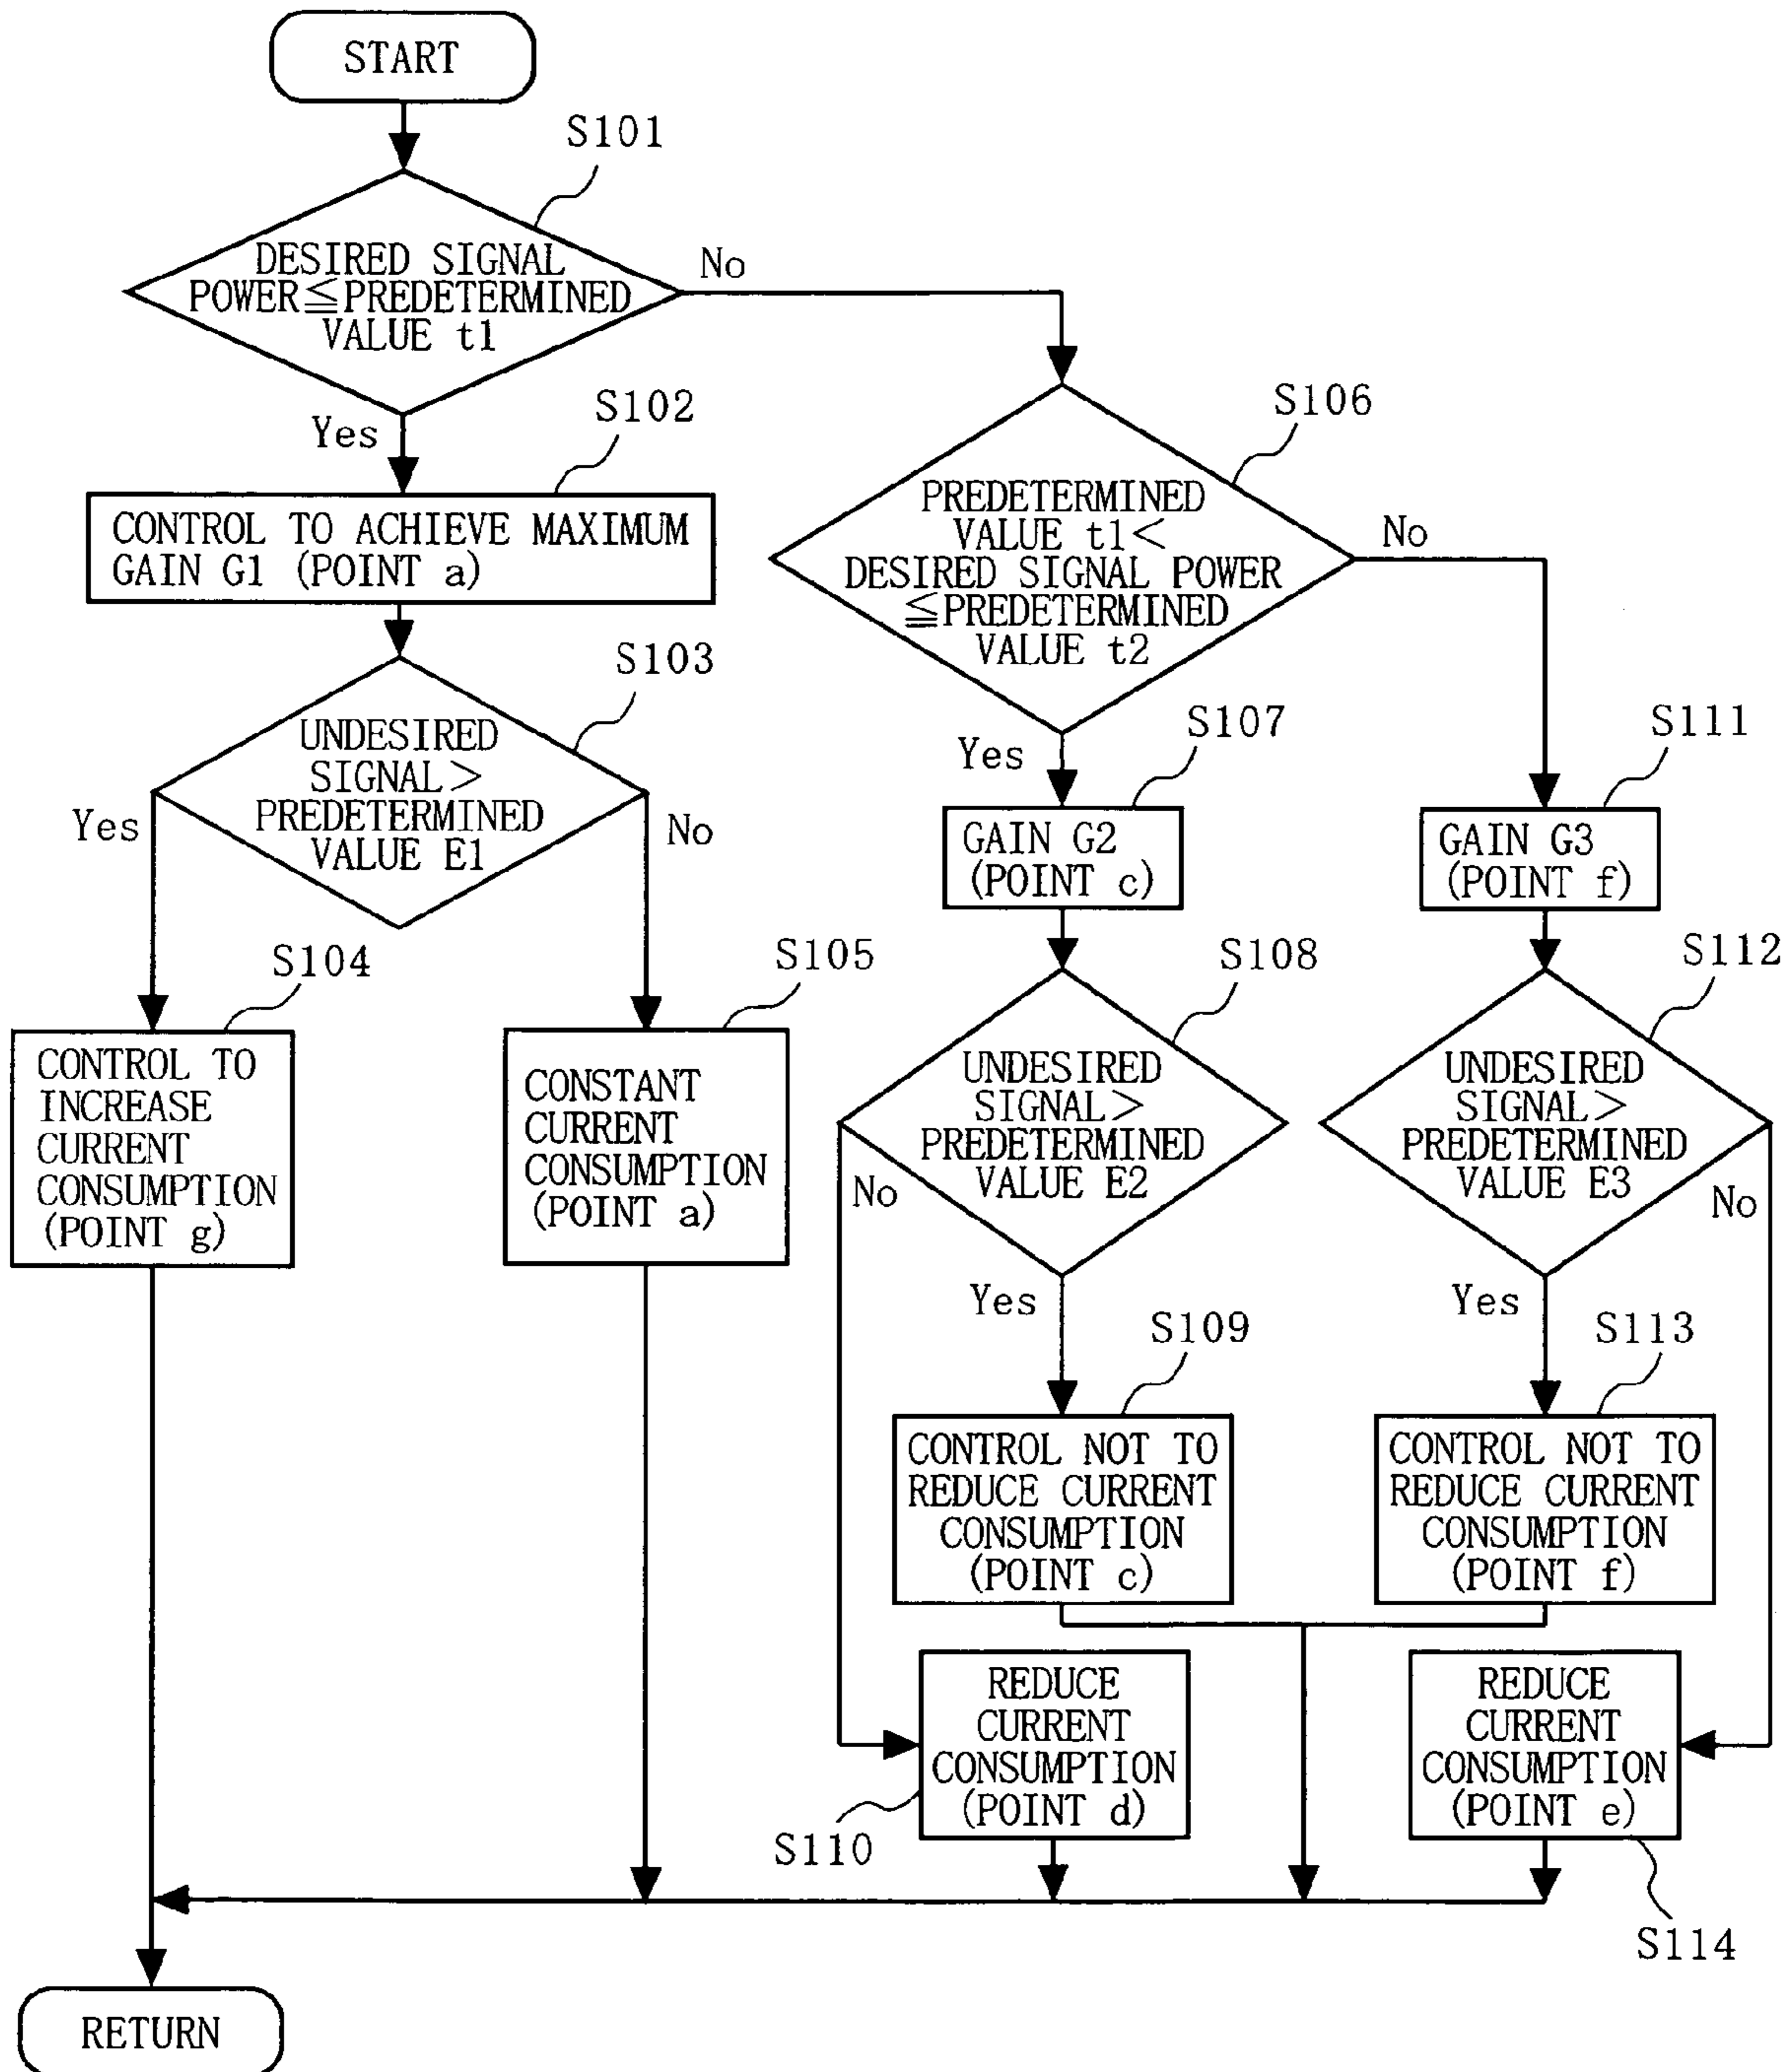 START
S101
DESIRED SIGNAL
POWER≦PREDETERMINED
VALUE t1
No
Yes
S102
CONTROL TO ACHIEVE MAXIMUM
GAIN G1 (POINT a)
S103
UNDESIRED
SIGNAL>
PREDETERMINED
VALUE E1
Yes
No
S104
CONTROL TO
INCREASE
CURRENT
CONSUMPTION
(POINT g)
S105
CONSTANT
CURRENT
CONSUMPTION
(POINT a)
S106
PREDETERMINED
VALUE t1<
DESIRED SIGNAL POWER
≦PREDETERMINED
VALUE t2
No
Yes
S107
GAIN G2
(POINT c)
S108
UNDESIRED
SIGNAL>
PREDETERMINED
VALUE E2
No
Yes
S109
CONTROL NOT TO
REDUCE CURRENT
CONSUMPTION
(POINT c)
REDUCE
CURRENT
CONSUMPTION
(POINT d)
S110
S111
GAIN G3
(POINT f)
S112
UNDESIRED
SIGNAL>
PREDETERMINED
VALUE E3
No
Yes
S113
CONTROL NOT TO
REDUCE CURRENT
CONSUMPTION
(POINT f)
REDUCE
CURRENT
CONSUMPTION
(POINT e)
S114
RETURN